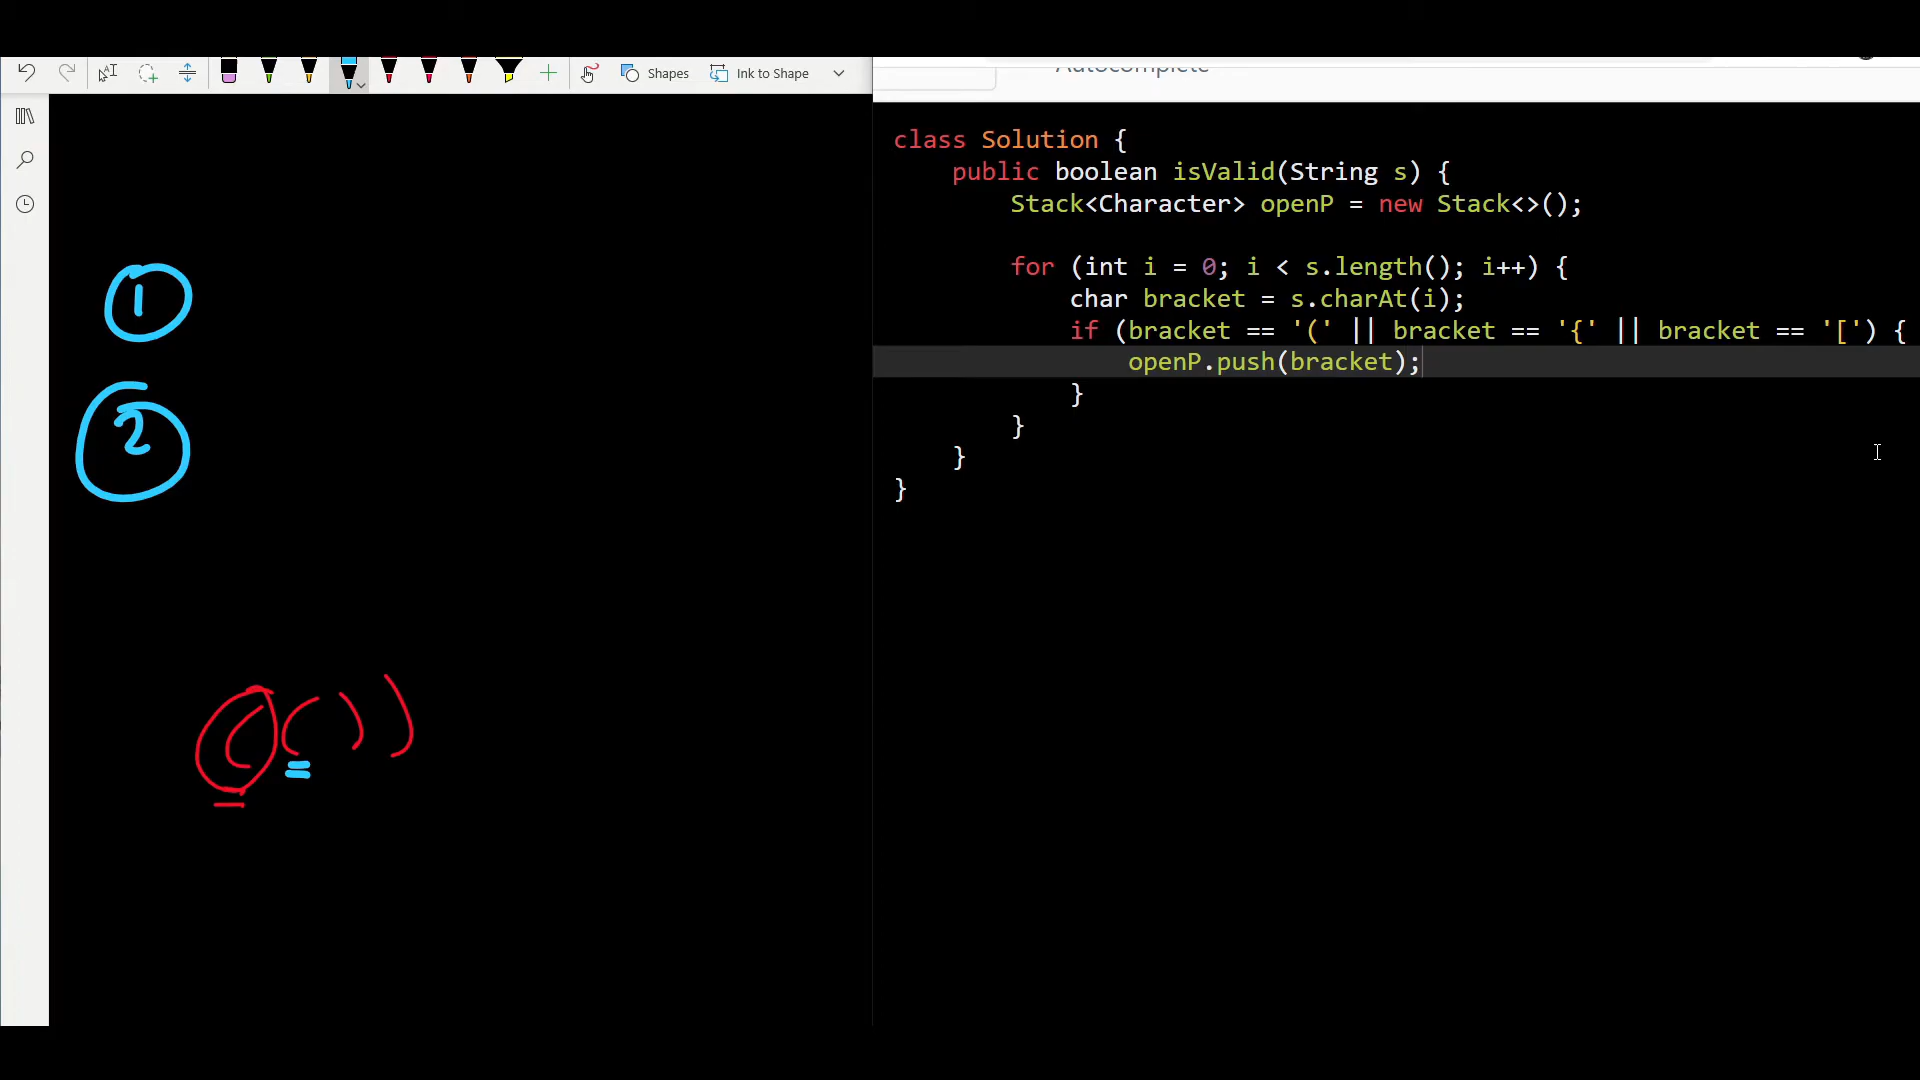 Shapes
Ink to Shape
Autocomplete
class Solution {
public boolean isValid(String s) {
Stack<Character> openP = new Stack<>();
for (int i = 0; i < s.length(); i++) {
char bracket = s.charAt(i);
if (bracket == '(' || bracket == '{' || bracket == '[') {
openP.push(bracket);
}
}
}
}
1
2
(())